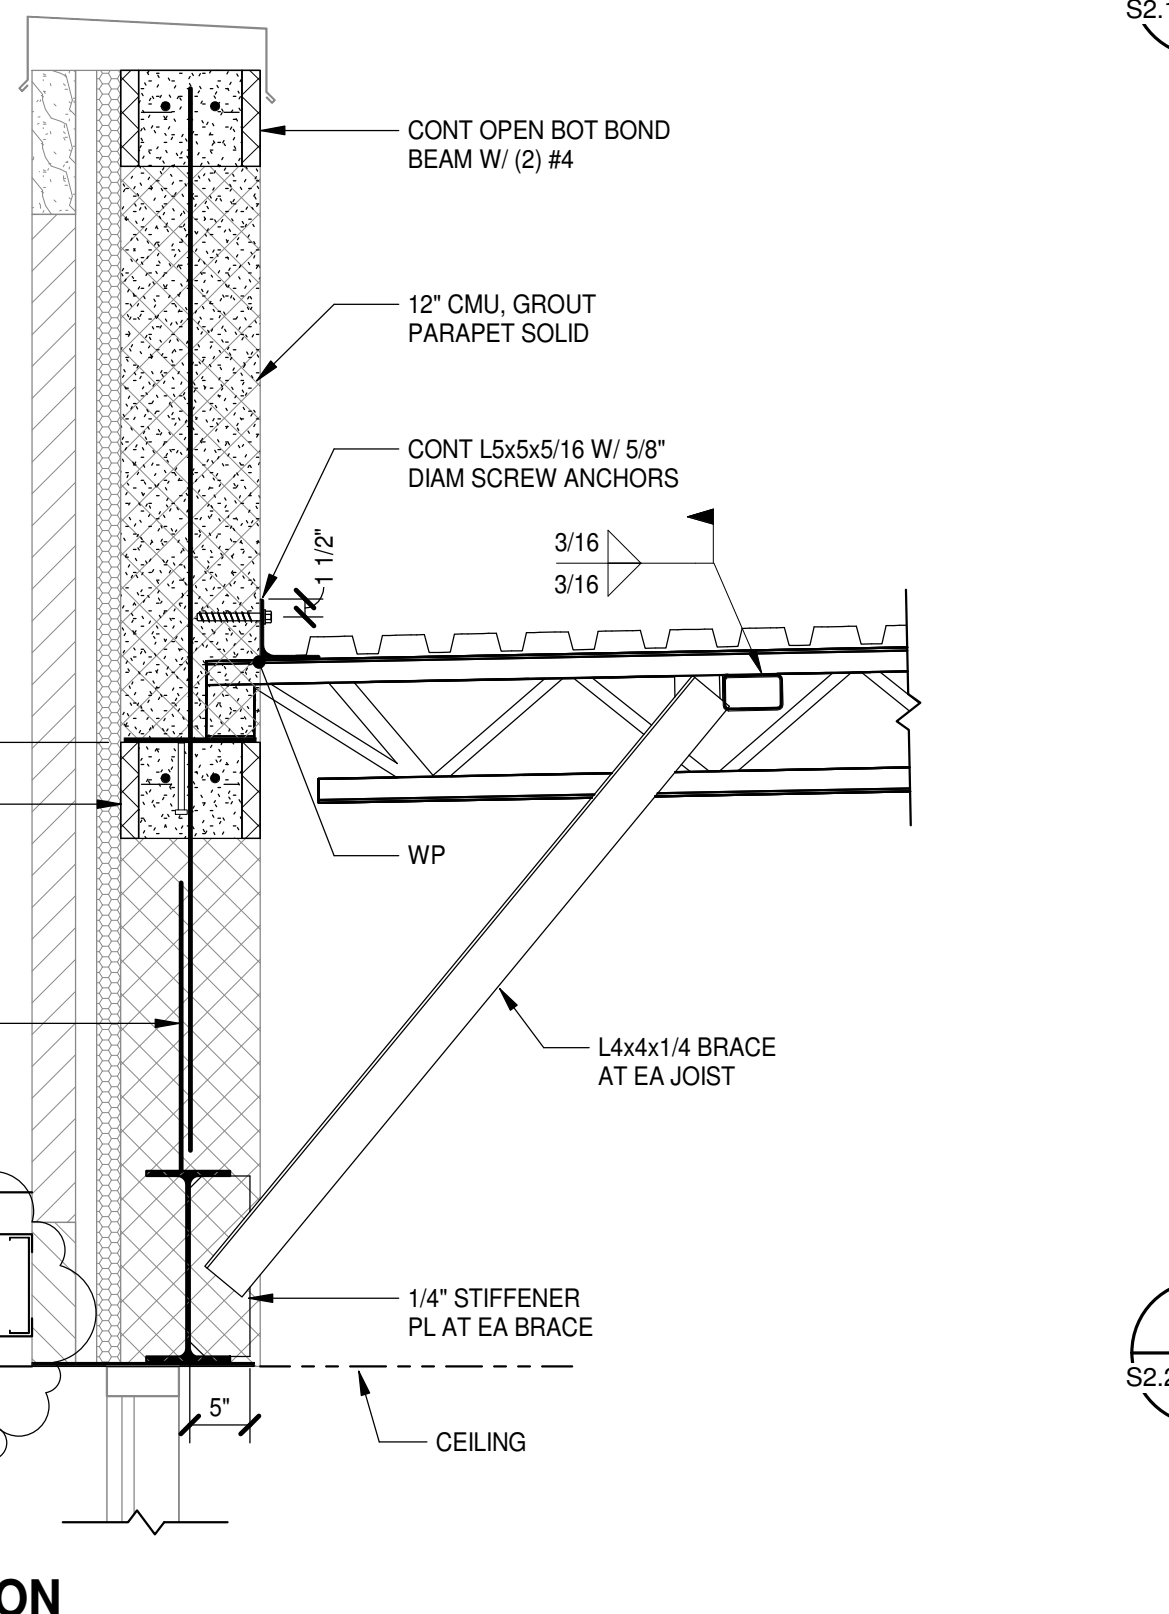 S2.1
CONT OPEN BOT BOND
BEAM W/ (2) #4
12" CMU, GROUT
PARAPET SOLID
CONT L5x5x5/16 W/ 5/8"
DIAM SCREW ANCHORS
1 1/2"
3/16
3/16
WP
L4x4x1/4 BRACE
AT EA JOIST
1/4" STIFFENER
PL AT EA BRACE
S2.2
5"
CEILING
ON